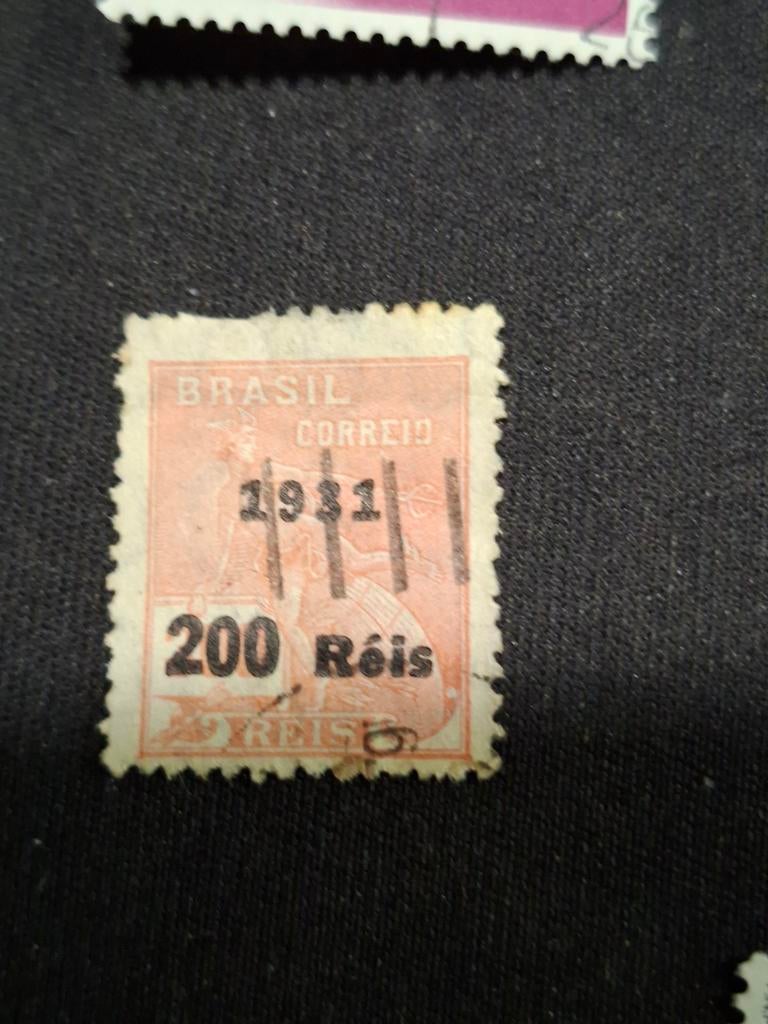 BRASIL
CORREIO
1931
200 Réis
REIS